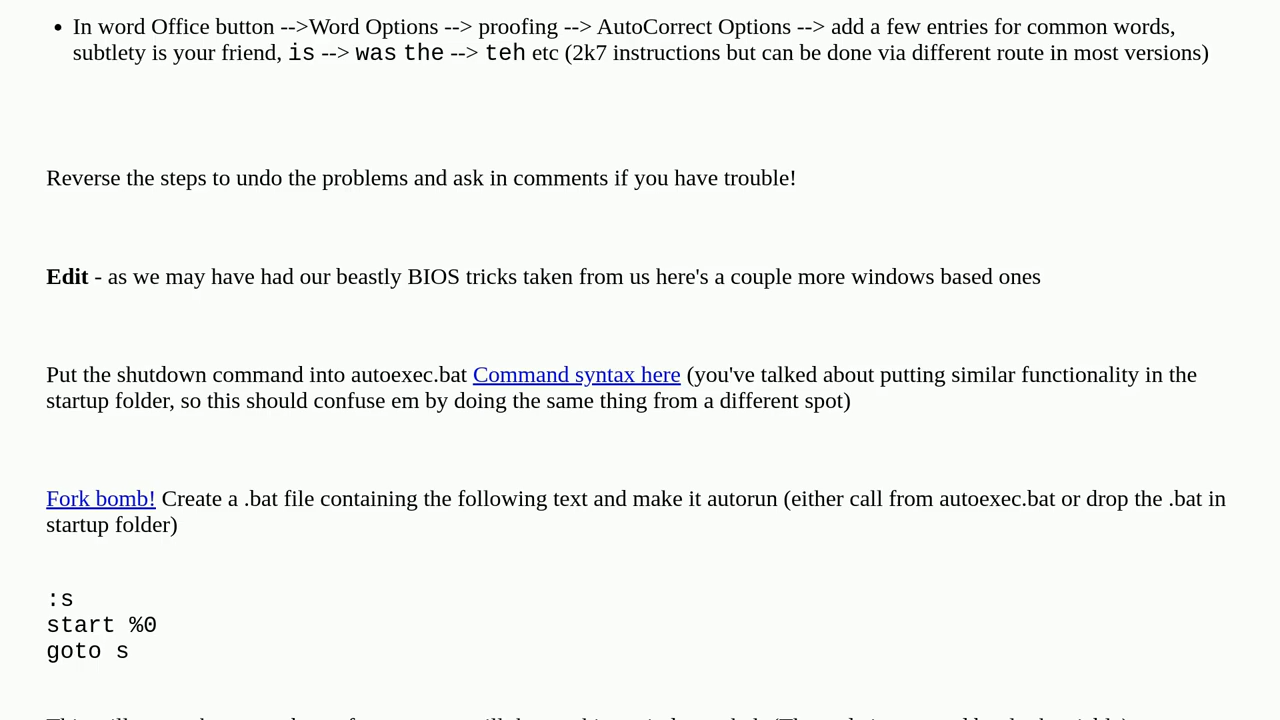 • In word Office button -->Word Options --> proofing --> AutoCorrect Options --> add a few entries for common words,
subtlety is your friend, is --> was the --> teh etc (2k7 instructions but can be done via different route in most versions)
Reverse the steps to undo the problems and ask in comments if you have trouble!
Edit - as we may have had our beastly BIOS tricks taken from us here's a couple more windows based ones
Put the shutdown command into autoexec.bat Command syntax here (you've talked about putting similar functionality in the
startup folder, so this should confuse em by doing the same thing from a different spot)
Fork bomb! Create a .bat file containing the following text and make it autorun (either call from autoexec.bat or drop the .bat in
startup folder)
:s
start %0
goto s